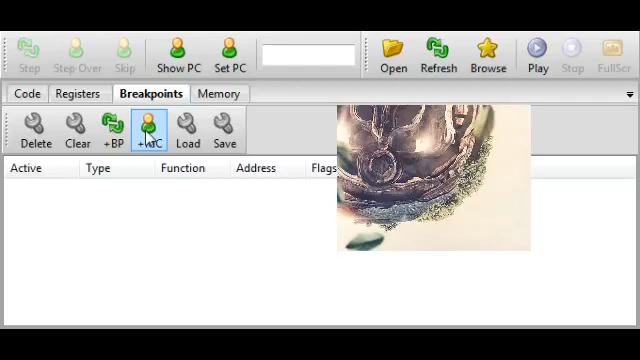 Step Step Over Skip Show PC Set PC Open Refresh Browse Play Stop FullScr
Code Registers Breakpoints Memory
Delete Clear +BP Load Save
Active Type Function Address Flags